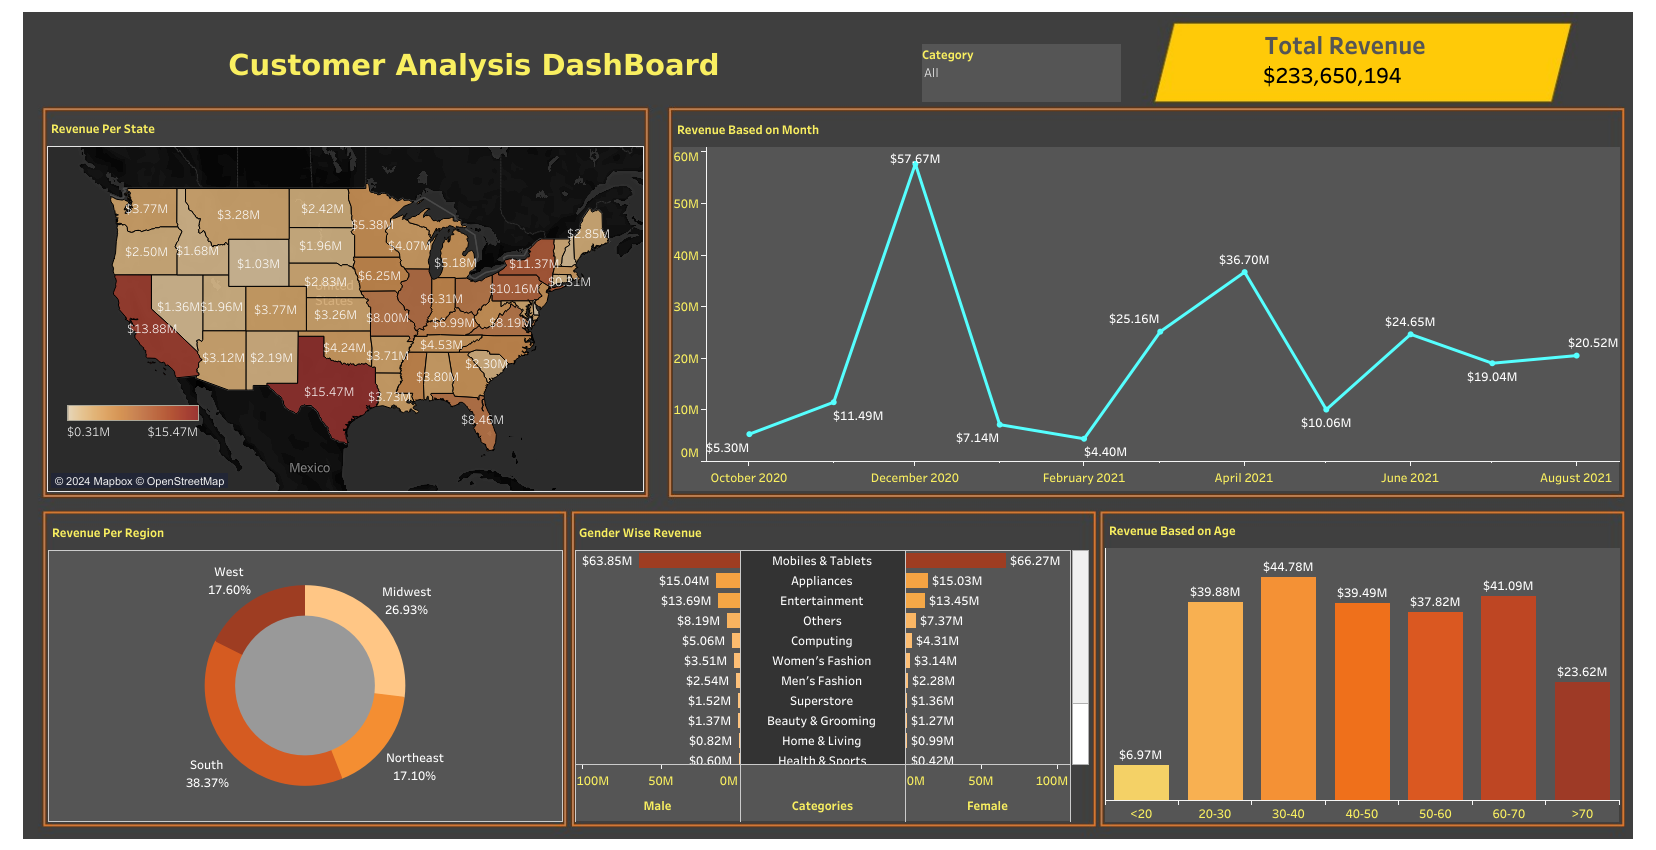 Customer Analysis DashBoard
Category
All
Total Revenue
$233,650,194
Revenue Per State
$3.77M
$3.28M
$2.42M
$5.38M
$2.85M
$2.50M
$1.68M
$1.96M
$4.07M
$1.03M
$5.18M
$11.37M
$2.83M
$6.25M
$10.16M
$0.31M
United
States
$1.36M
$1.96M
$3.77M
$3.26M
$6.31M
$13.88M
$8.00M
$6.99M
$8.19M
$3.12M
$2.19M
$4.24M
$3.71M
$4.53M
$2.30M
$3.80M
$15.47M
$3.73M
$8.46M
$0.31M
$15.47M
Mexico
© 2024 Mapbox © OpenStreetMap
Revenue Based on Month
60M
50M
40M
30M
20M
10M
0M
$5.30M
$11.49M
$57.67M
$7.14M
$4.40M
$25.16M
$36.70M
$10.06M
$24.65M
$19.04M
$20.52M
October 2020
December 2020
February 2021
April 2021
June 2021
August 2021
Revenue Per Region
West
17.60%
Midwest
26.93%
South
38.37%
Northeast
17.10%
Gender Wise Revenue
$63.85M Mobiles & Tablets $66.27M
$15.04M Appliances $15.03M
$13.69M Entertainment $13.45M
$8.19M Others $7.37M
$5.06M Computing $4.31M
$3.51M Women's Fashion $3.14M
$2.54M Men's Fashion $2.28M
$1.52M Superstore $1.36M
$1.37M Beauty & Grooming $1.27M
$0.82M Home & Living $0.99M
$0.60M Health & Sports $0.42M
100M 50M 0M 0M 50M 100M
Male Categories Female
Revenue Based on Age
$6.97M
$39.88M
$44.78M
$39.49M
$37.82M
$41.09M
$23.62M
<20 20-30 30-40 40-50 50-60 60-70 >70